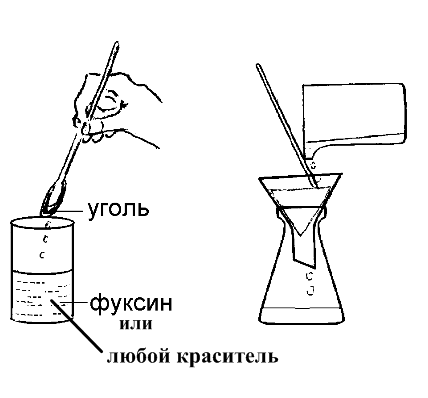 уголь
фуксин
или
любой краситель